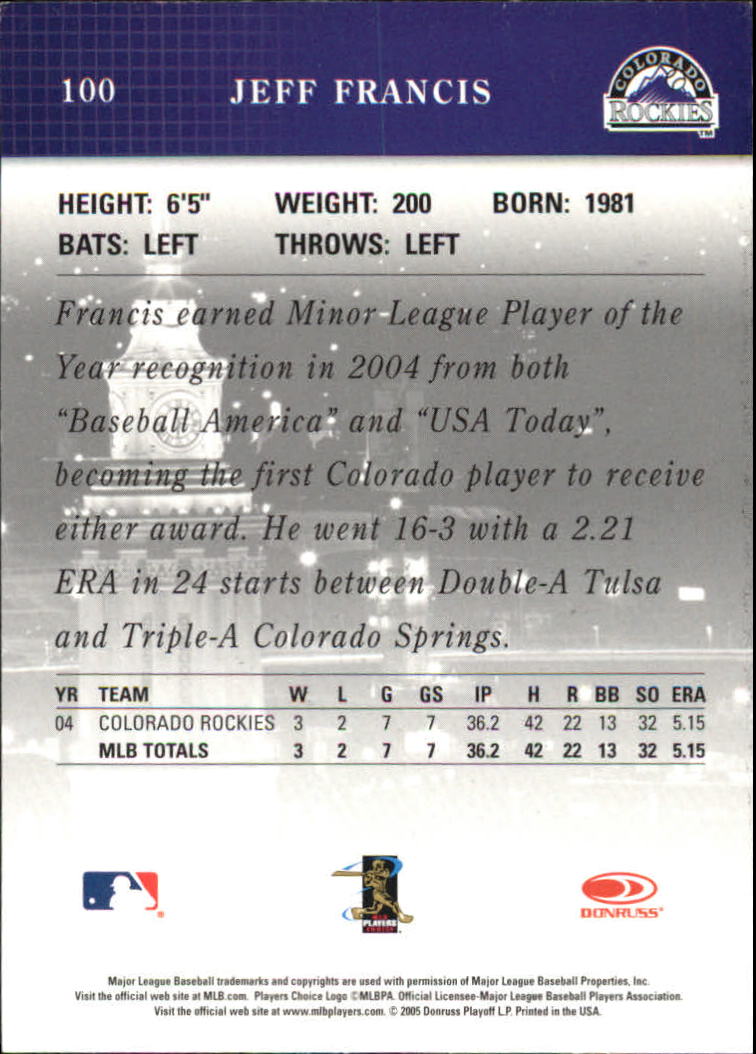 100 JEFF FRANCIS
COLORADO
ROCKIES
TM
HEIGHT: 6'5" WEIGHT: 200 BORN: 1981
BATS: LEFT THROWS: LEFT
Francis earned Minor League Player of the
Year recognition in 2004 from both
“Baseball America” and “USA Today”,
becoming the first Colorado player to receive
either award. He went 16-3 with a 2.21
ERA in 24 starts between Double-A Tulsa
and Triple-A Colorado Springs.
YR TEAM W L G GS IP H R BB SO ERA
04 COLORADO ROCKIES 3 2 7 7 36.2 42 22 13 32 5.15
MLB TOTALS 3 2 7 7 36.2 42 22 13 32 5.15
PLAYERS
CHOICE
DONRUSS
Major League Baseball trademarks and copyrights are used with permission of Major League Baseball Properties, Inc.
Visit the official web site at MLB.com. Players Choice Logo ©MLBPA. Official Licensee-Major League Baseball Players Association.
Visit the official web site at www.mlbplayers.com. © 2005 Donruss Playoff L.P. Printed in the USA.